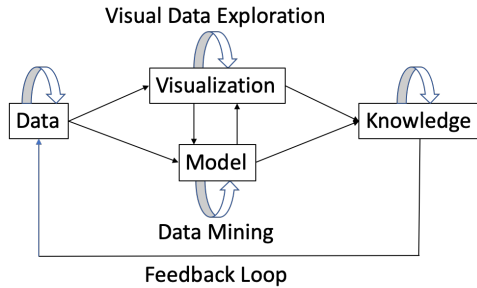 Visual Data Exploration
Visualization
Data
Knowledge
Model
Data Mining
Feedback Loop